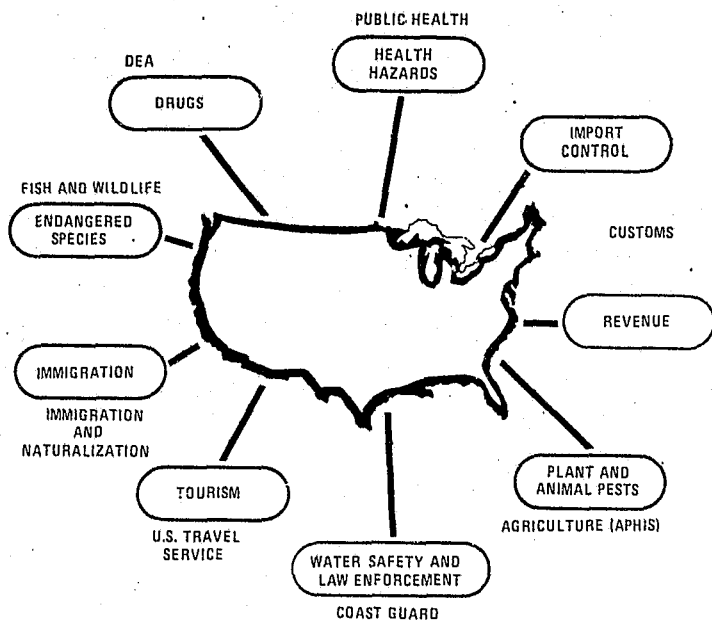 PUBLIC HEALTH
HEALTH
HAZARDS
DEA
DRUGS
IMPORT
CONTROL
FISH AND WILDLIFE
ENDANGERED
SPECIES
CUSTOMS
REVENUE
IMMIGRATION
IMMIGRATION
AND
NATURALIZATION
TOURISM
U.S. TRAVEL
SERVICE
PLANT AND
ANIMAL PESTS
AGRICULTURE (APHIS)
WATER SAFETY AND
LAW ENFORCEMENT
COAST GUARD